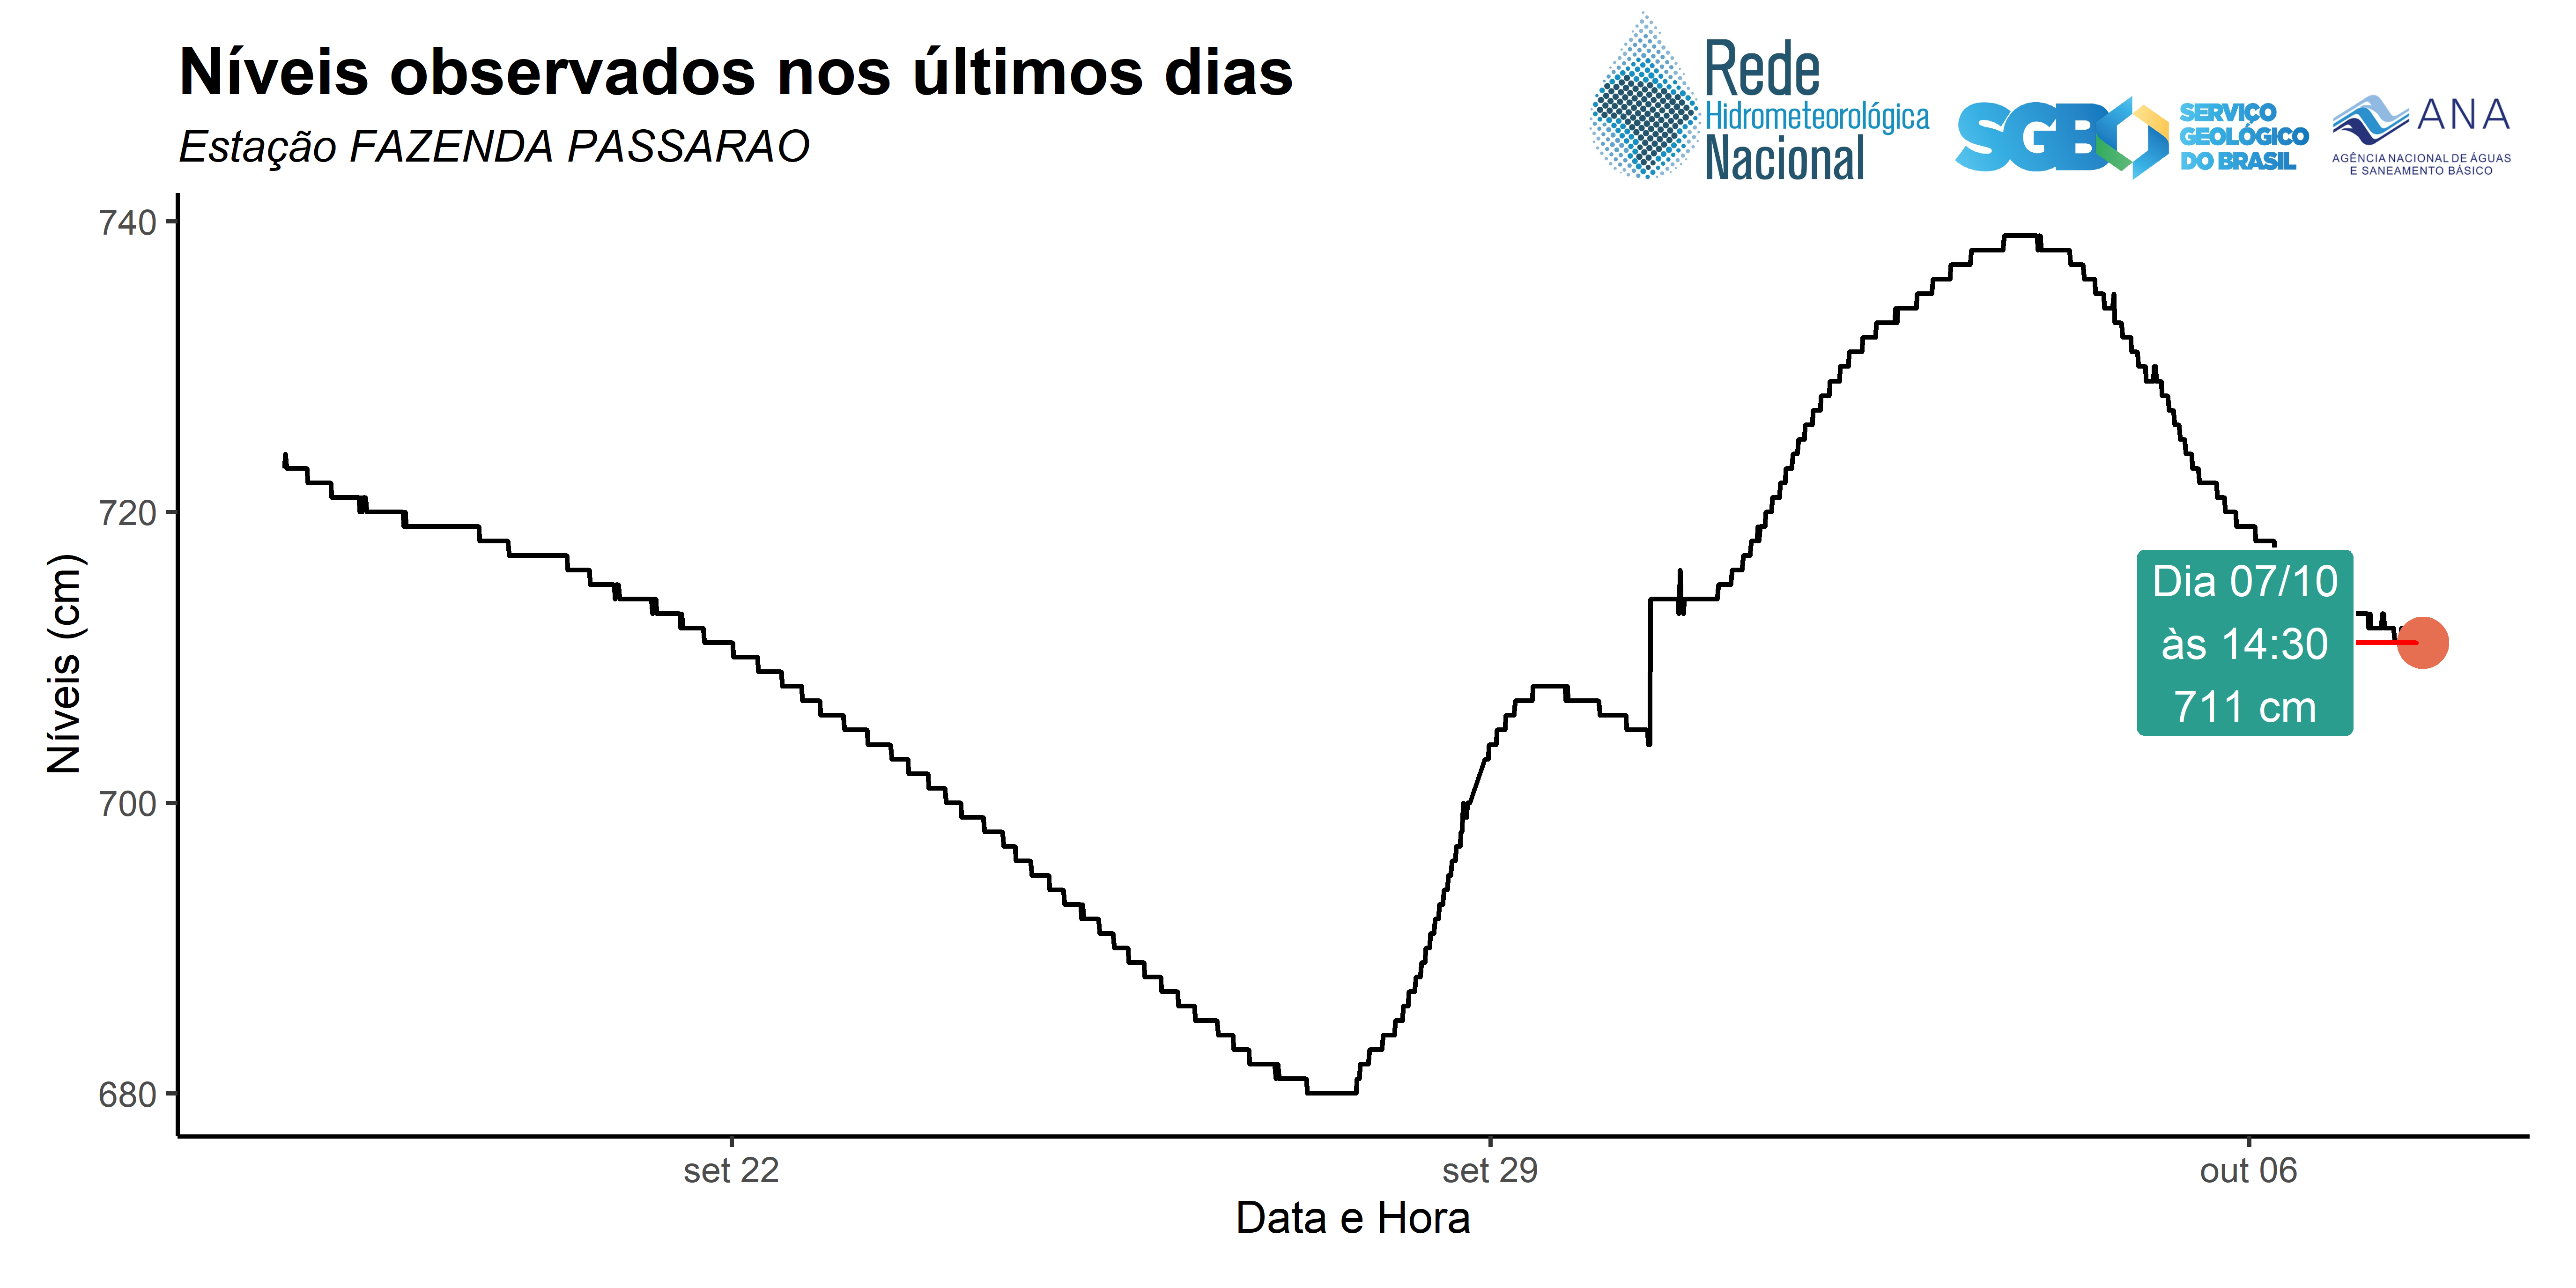 Níveis observados nos últimos dias
Estação FAZENDA PASSARAO
Rede
Hidrometeorológica
Nacional
SGB
SERVIÇO
GEOLÓGICO
DO BRASIL
ANA
AGÊNCIA NACIONAL DE ÁGUAS
E SANEAMENTO BÁSICO
Níveis (cm)
740
720
700
680
Dia 07/10
às 14:30
711 cm
set 22
set 29
out 06
Data e Hora